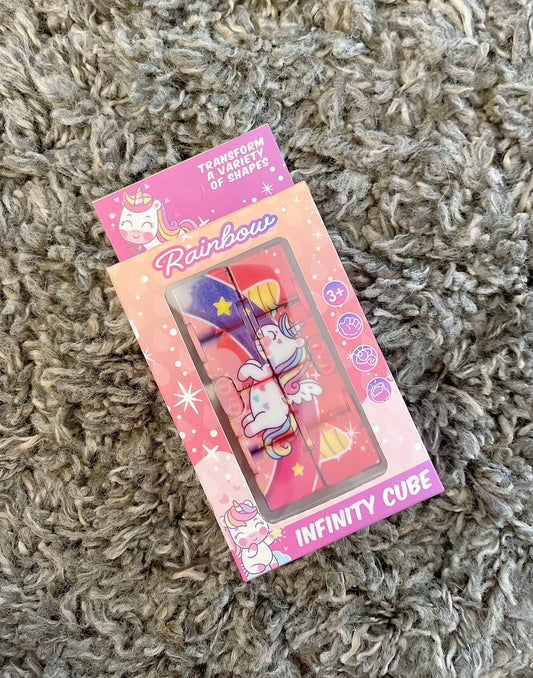 TRANSFORM
A VARIETY
OF SHAPES
Rainbow
3+
INFINITY CUBE